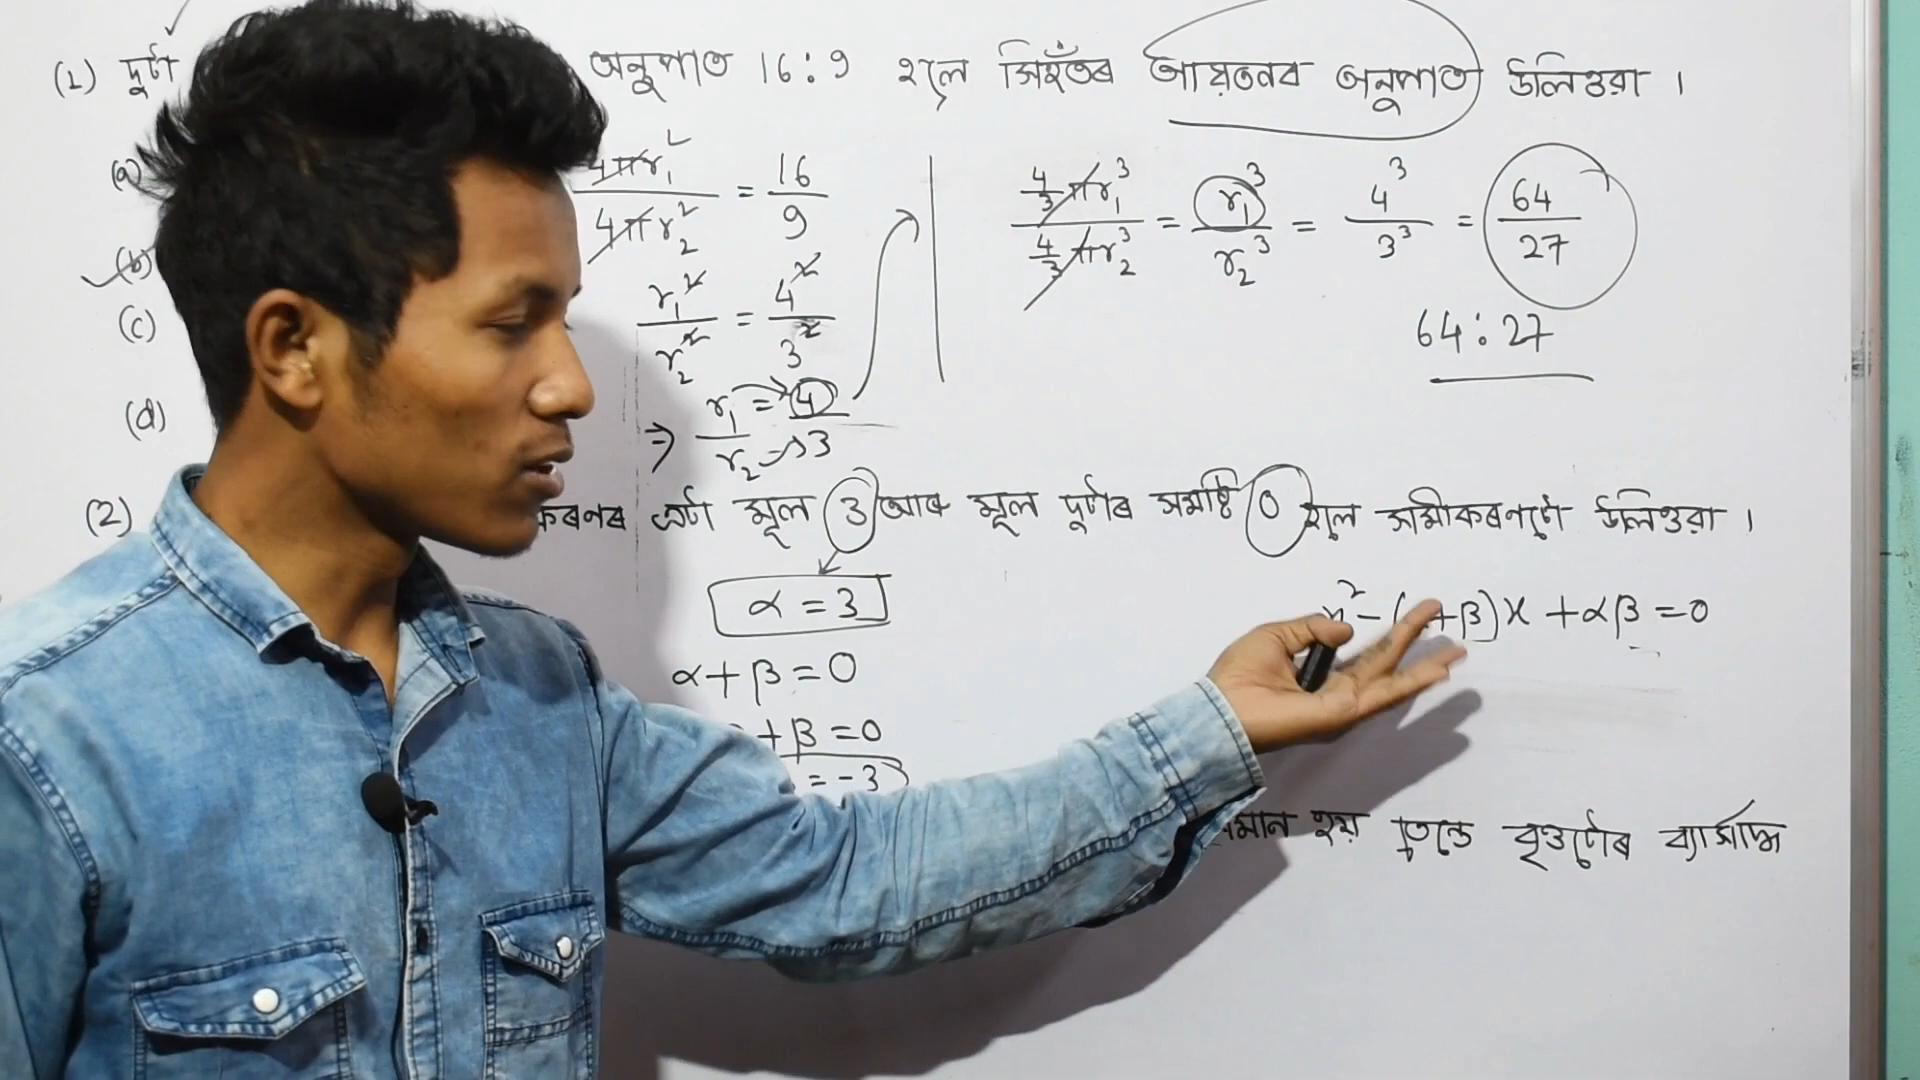 (1) দুটা অনুপাত 16:9 হলে সিহঁতৰ আয়তনৰ অনুপাত উলিওৱা ।
(a) 4πr₁² / 4πr₂² = 16/9
(4/3 πr₁³) / (4/3 πr₂³) = r₁³/r₂³ = 4³/3³ = 64/27
(b)
(c) r₁²/r₂² = 4²/3²
64:27
(d) ⇒ r₁/r₂ = 4/3
(2) কৰণৰ এটা মূল 3 আৰু মূল দুটাৰ সমষ্টি 0 হলে সমীকৰণটো উলিওৱা ।
α = 3
x² - ( +β)x + αβ = 0
α + β = 0
+ β = 0
= -3
সমান হয় তেন্তে বৃত্তটোৰ ব্যাসাৰ্দ্ধ